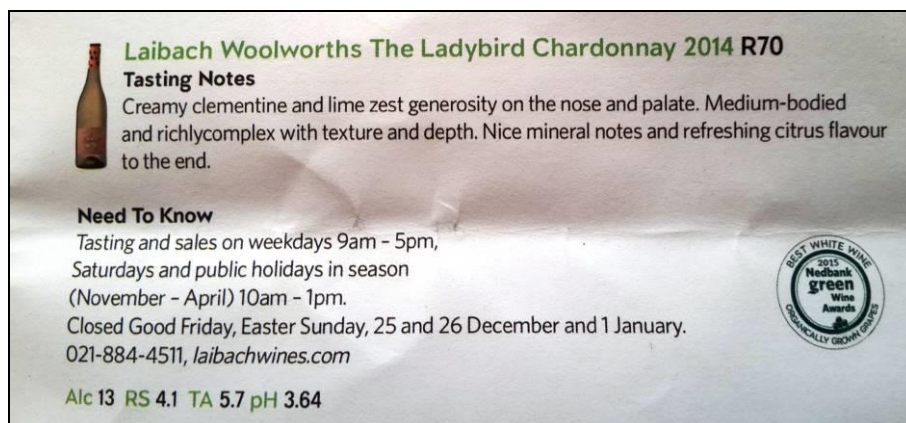 Laibach Woolworths The Ladybird Chardonnay 2014 R70
Tasting Notes
Creamy clementine and lime zest generosity on the nose and palate. Medium-bodied
and richlycomplex with texture and depth. Nice mineral notes and refreshing citrus flavour
to the end.
Need To Know
Tasting and sales on weekdays 9am – 5pm,
Saturdays and public holidays in season
(November – April) 10am – 1pm.
Closed Good Friday, Easter Sunday, 25 and 26 December and 1 January.
021-884-4511, laibachwines.com
BEST WHITE WINE
2015
Nedbank
green
Wine
Awards
ORGANICALLY GROWN GRAPES
Alc 13 RS 4.1 TA 5.7 pH 3.64